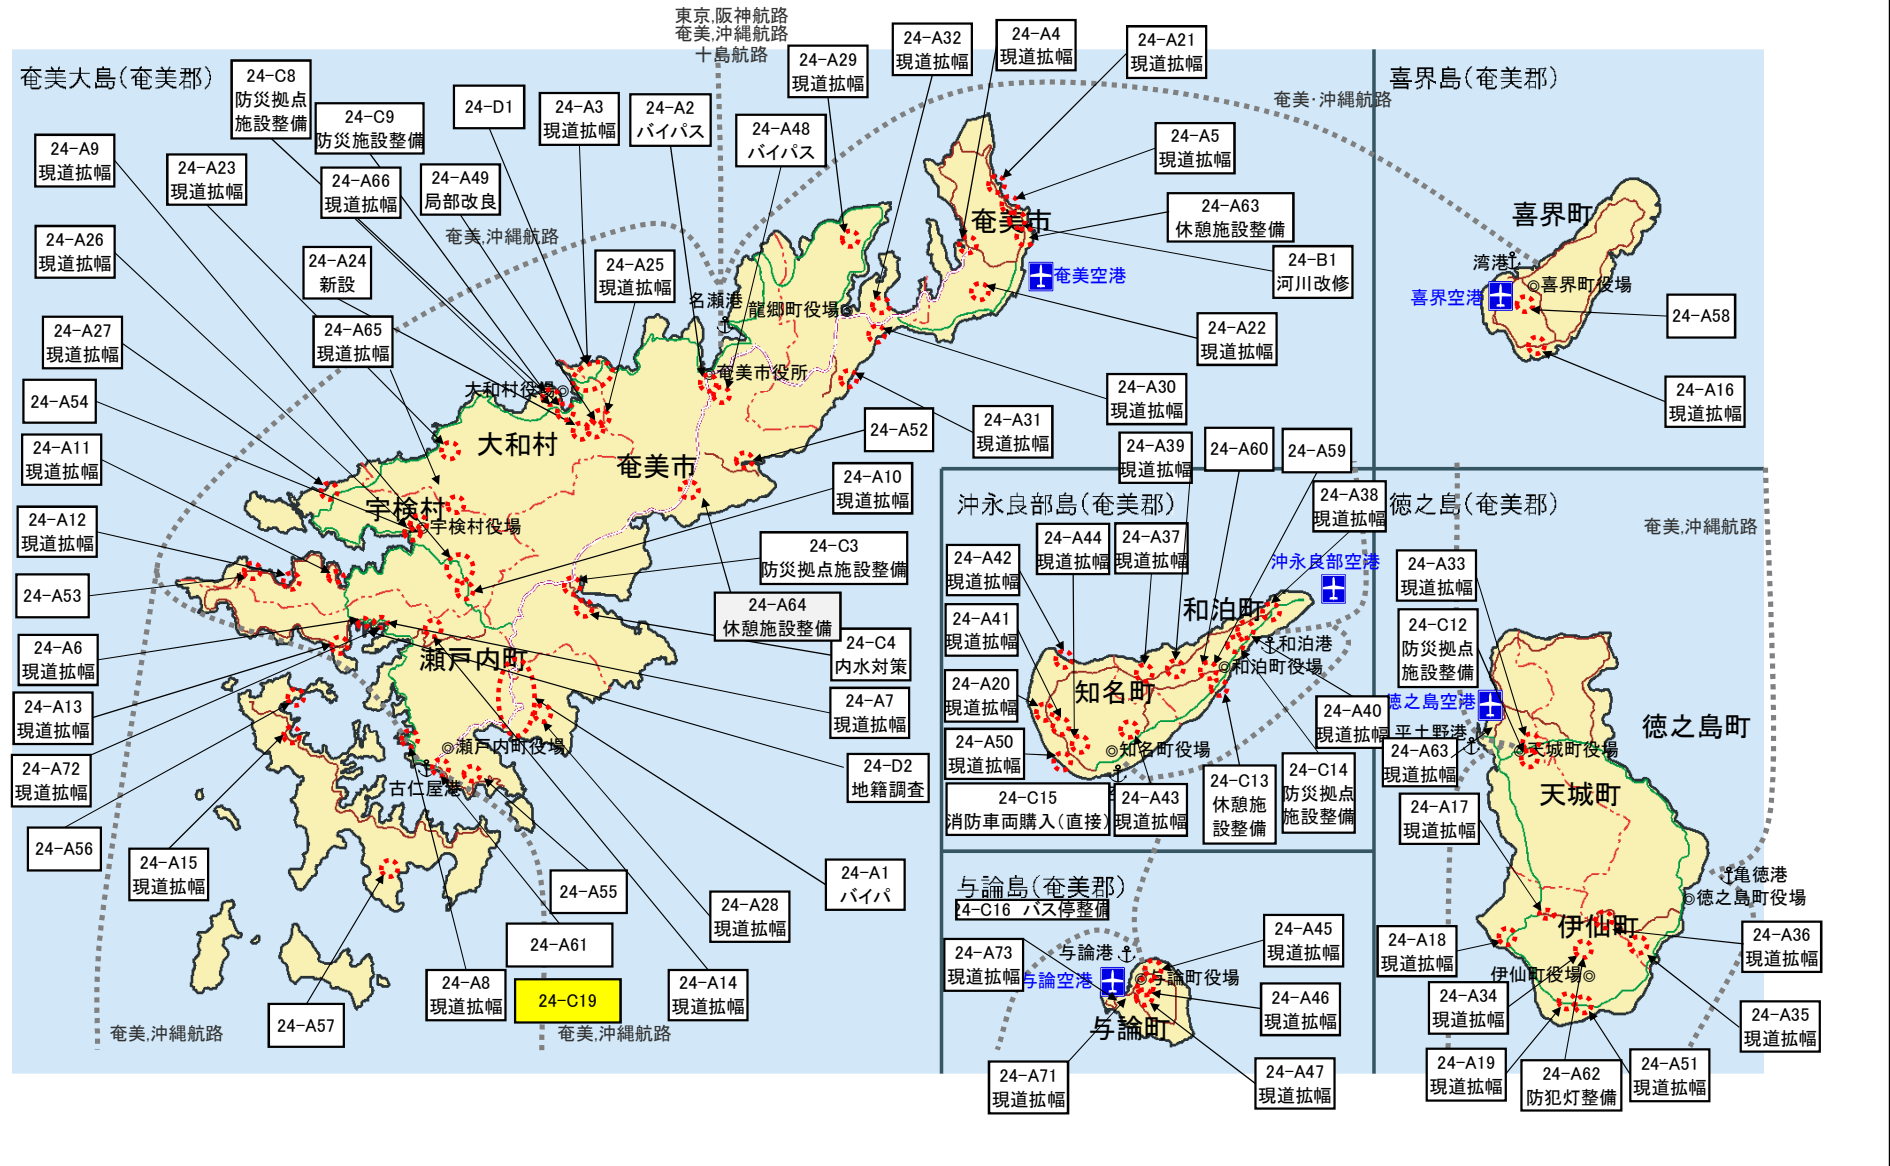 東京,阪神航路
奄美,沖縄航路
十島航路
奄美大島(奄美郡)
24-C8
防災拠点
施設整備
24-C9
防災施設整備
24-D1
24-A3
現道拡幅
24-A2
バイパス
24-A48
バイパス
24-A29
現道拡幅
24-A32
現道拡幅
24-A4
現道拡幅
24-A21
現道拡幅
喜界島(奄美郡)
奄美・沖縄航路
24-A9
現道拡幅
24-A23
現道拡幅
24-A66
現道拡幅
24-A49
局部改良
24-A5
現道拡幅
24-A63
休憩施設整備
24-B1
河川改修
奄美市
奄美空港
24-A26
現道拡幅
24-A24
新設
奄美,沖縄航路
24-A25
現道拡幅
名瀬港
龍郷町役場
24-A22
現道拡幅
喜界町
湾港
喜界空港
喜界町役場
24-A58
24-A16
現道拡幅
24-A27
現道拡幅
24-A65
現道拡幅
大和村役場
奄美市役所
24-A30
現道拡幅
24-A31
現道拡幅
24-A54
24-A11
現道拡幅
大和村
奄美市
24-A52
24-A10
現道拡幅
24-A12
現道拡幅
宇検村
宇検村役場
24-C3
防災拠点施設整備
24-A53
24-A64
休憩施設整備
24-C4
内水対策
24-A6
現道拡幅
瀬戸内町
24-A7
現道拡幅
24-A13
現道拡幅
24-D2
地籍調査
24-A72
現道拡幅
瀬戸内町役場
古仁屋港
24-A56
24-A15
現道拡幅
24-A1
バイパ
24-A55
24-A28
現道拡幅
24-A61
24-A8
現道拡幅
24-C19
24-A14
現道拡幅
24-A57
奄美,沖縄航路
奄美,沖縄航路
沖永良部島(奄美郡)
24-A39
現道拡幅
24-A60
24-A59
24-A38
現道拡幅
24-A42
現道拡幅
24-A44
現道拡幅
24-A37
現道拡幅
沖永良部空港
24-A41
現道拡幅
和泊町
和泊港
和泊町役場
24-A20
現道拡幅
知名町
24-A40
現道拡幅
24-A50
現道拡幅
知名町役場
24-C15
消防車両購入(直接)
24-A43
現道拡幅
24-C13
休憩施
設整備
24-C14
防災拠点
施設整備
与論島(奄美郡)
24-C16 バス停整備
24-A73
現道拡幅
与論港
与論空港
与論町役場
与論町
24-A45
現道拡幅
24-A46
現道拡幅
24-A47
現道拡幅
24-A71
現道拡幅
徳之島(奄美郡)
奄美,沖縄航路
24-A33
現道拡幅
24-C12
防災拠点
施設整備
徳之島空港
平土野港
24-A63
現道拡幅
天城町役場
徳之島町
天城町
24-A17
現道拡幅
亀徳港
徳之島町役場
伊仙町
24-A18
現道拡幅
24-A36
現道拡幅
伊仙町役場
24-A34
現道拡幅
24-A35
現道拡幅
24-A19
現道拡幅
24-A62
防犯灯整備
24-A51
現道拡幅